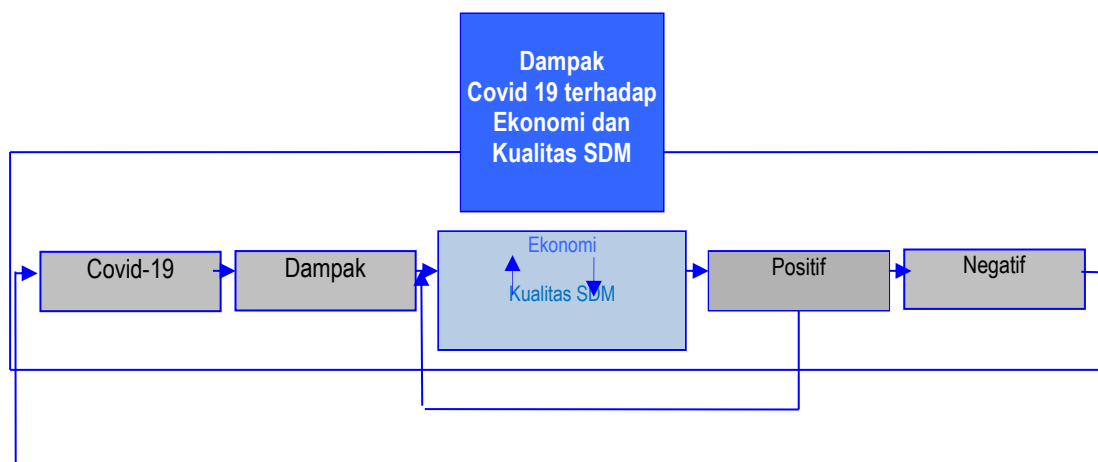 Dampak
Covid 19 terhadap
Ekonomi dan
Kualitas SDM
Covid-19
Dampak
Ekonomi
Kualitas SDM
Positif
Negatif